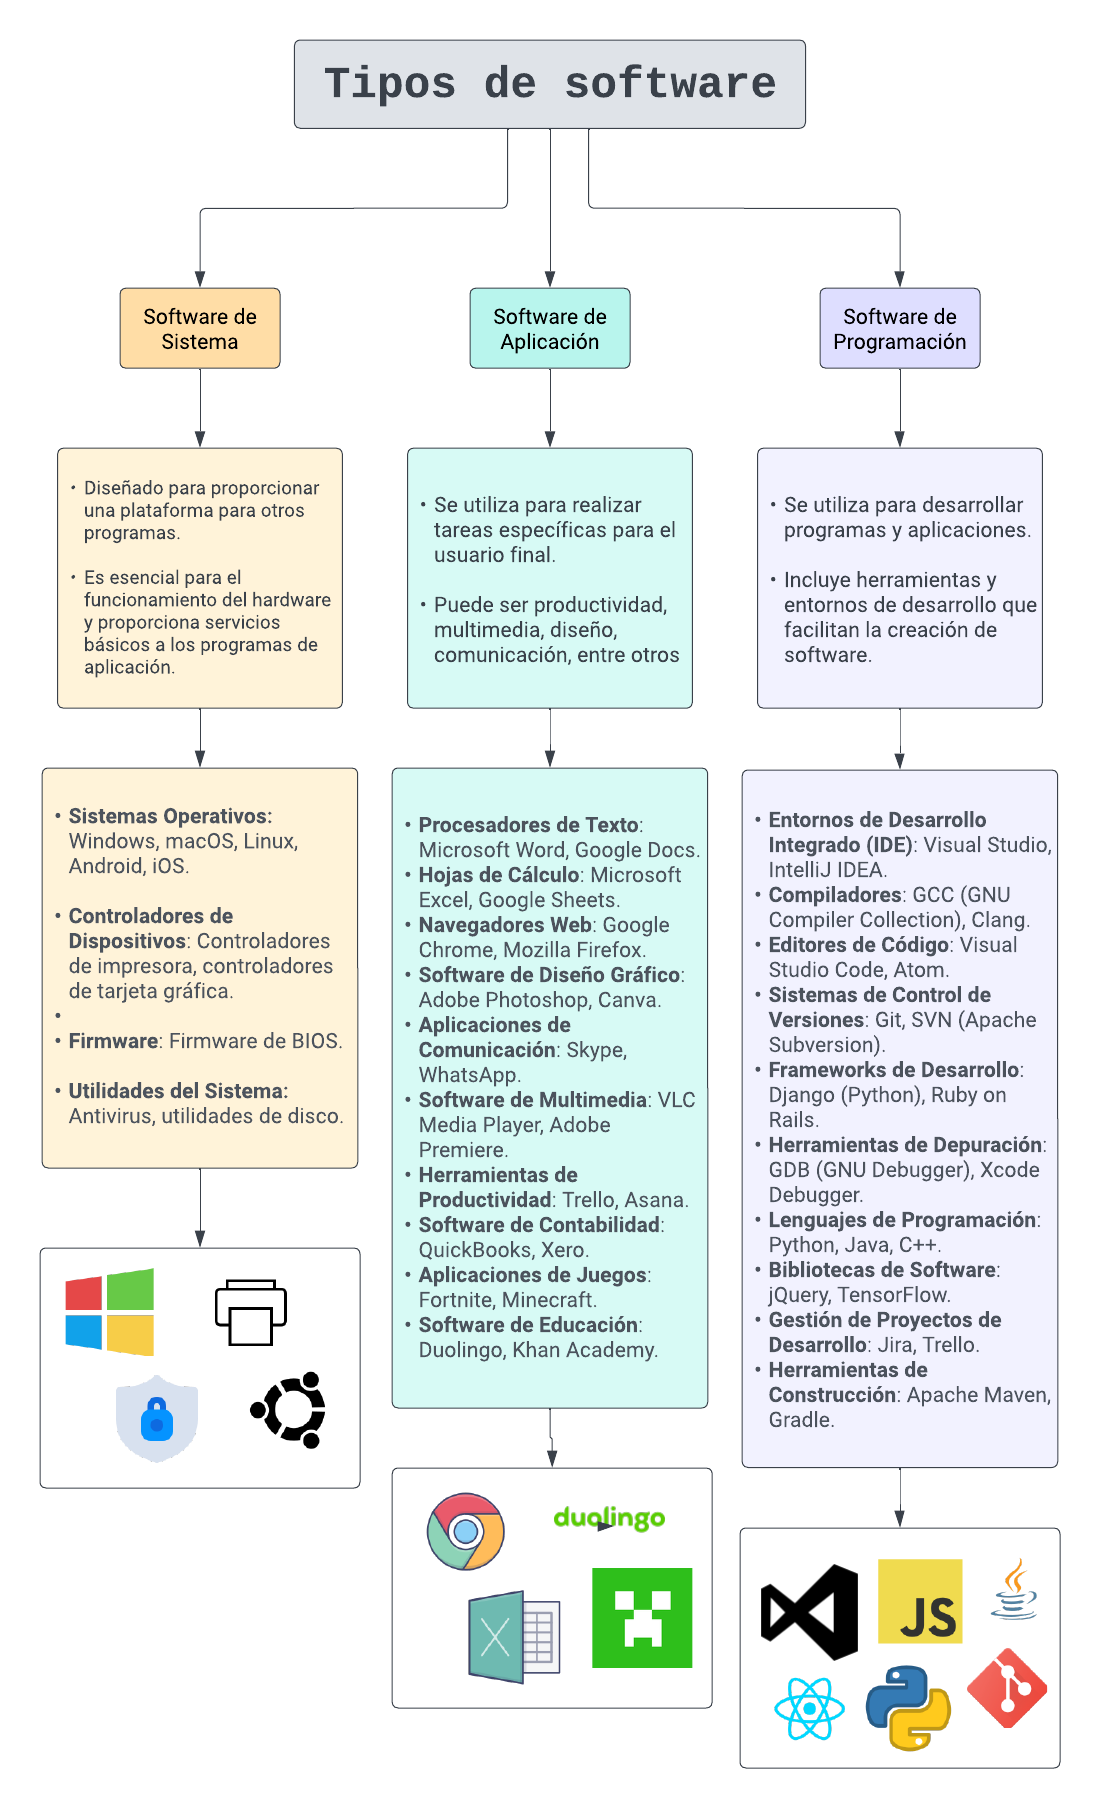 Tipos de software
Software de
Sistema
Software de
Aplicación
Software de
Programación
• Diseñado para proporcionar
una plataforma para otros
programas.
• Es esencial para el
funcionamiento del hardware
y proporciona servicios
básicos a los programas de
aplicación.
• Se utiliza para realizar
tareas específicas para el
usuario final.
• Puede ser productividad,
multimedia, diseño,
comunicación, entre otros
• Se utiliza para desarrollar
programas y aplicaciones.
• Incluye herramientas y
entornos de desarrollo que
facilitan la creación de
software.
• Sistemas Operativos:
Windows, macOS, Linux,
Android, iOS.
• Controladores de
Dispositivos: Controladores
de impresora, controladores
de tarjeta gráfica.
•
• Firmware: Firmware de BIOS.
• Utilidades del Sistema:
Antivirus, utilidades de disco.
• Procesadores de Texto:
Microsoft Word, Google Docs.
• Hojas de Cálculo: Microsoft
Excel, Google Sheets.
• Navegadores Web: Google
Chrome, Mozilla Firefox.
• Software de Diseño Gráfico:
Adobe Photoshop, Canva.
• Aplicaciones de
Comunicación: Skype,
WhatsApp.
• Software de Multimedia: VLC
Media Player, Adobe
Premiere.
• Herramientas de
Productividad: Trello, Asana.
• Software de Contabilidad:
QuickBooks, Xero.
• Aplicaciones de Juegos:
Fortnite, Minecraft.
• Software de Educación:
Duolingo, Khan Academy.
• Entornos de Desarrollo
Integrado (IDE): Visual Studio,
IntelliJ IDEA.
• Compiladores: GCC (GNU
Compiler Collection), Clang.
• Editores de Código: Visual
Studio Code, Atom.
• Sistemas de Control de
Versiones: Git, SVN (Apache
Subversion).
• Frameworks de Desarrollo:
Django (Python), Ruby on
Rails.
• Herramientas de Depuración:
GDB (GNU Debugger), Xcode
Debugger.
• Lenguajes de Programación:
Python, Java, C++.
• Bibliotecas de Software:
jQuery, TensorFlow.
• Gestión de Proyectos de
Desarrollo: Jira, Trello.
• Herramientas de
Construcción: Apache Maven,
Gradle.
duolingo
X
JS